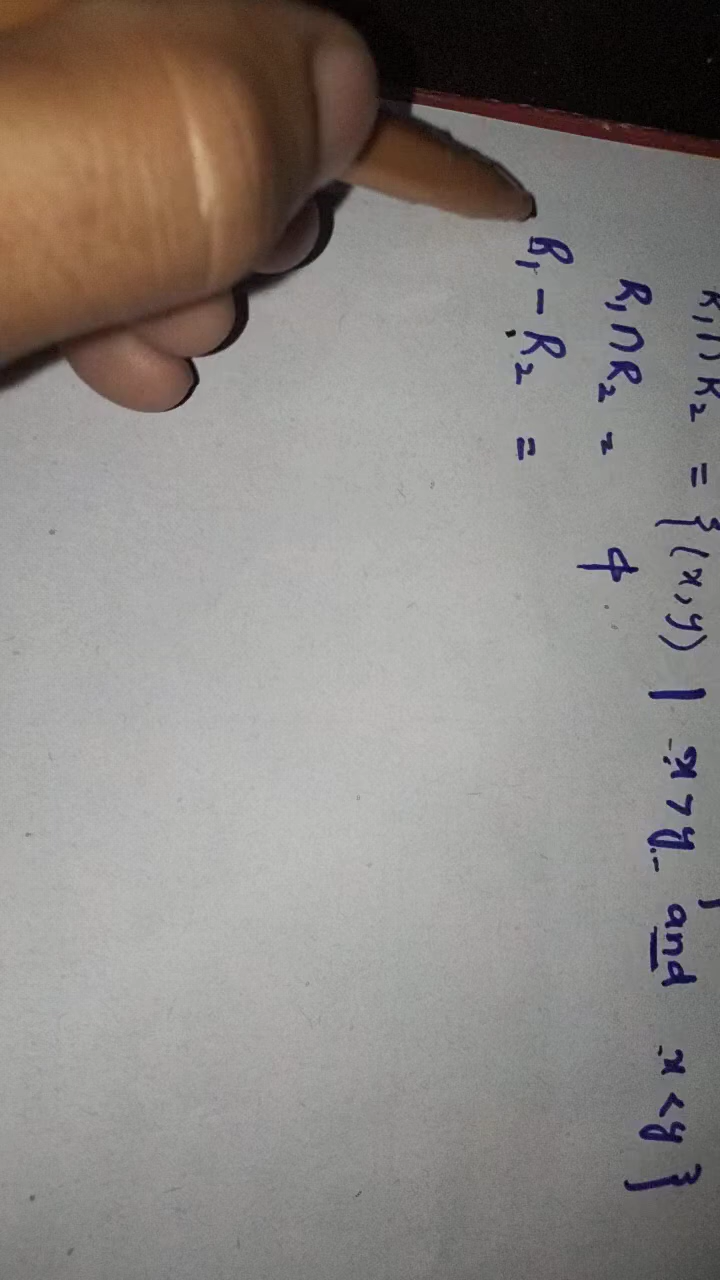 R₁∩R₂ = {(x,y) | x>y and x<y}
R₁∩R₂ = ϕ
R₁ - R₂ =